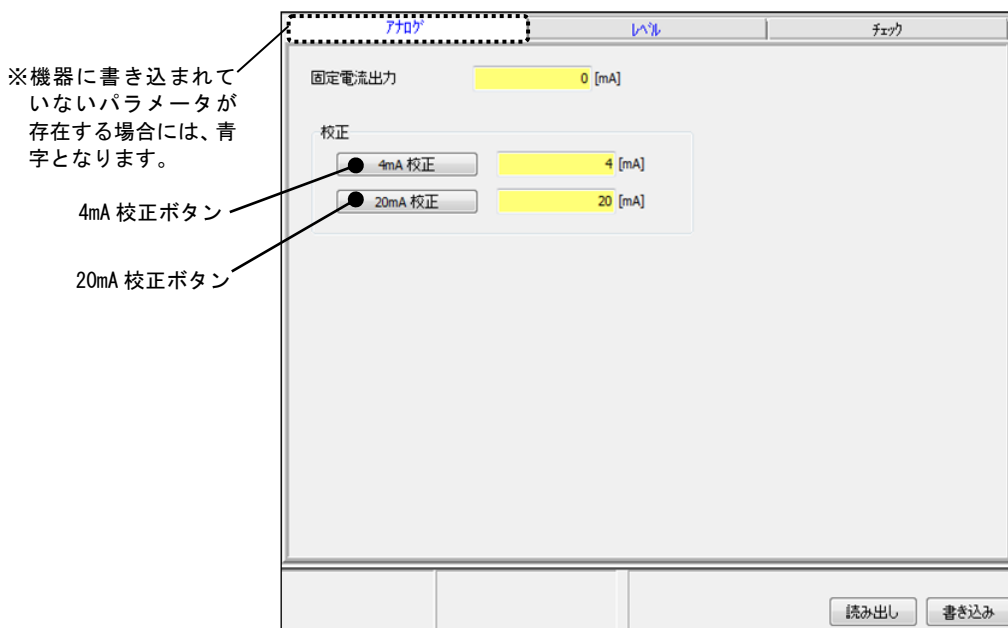 ｱﾅﾛｸﾞ
ﾚﾍﾞﾙ
ﾁｪｯｸ
※機器に書き込まれて
いないパラメータが
存在する場合には、青
字となります。
4mA 校正ボタン
20mA 校正ボタン
固定電流出力 0 [mA]
校正
4mA 校正 4 [mA]
20mA 校正 20 [mA]
読み出し 書き込み